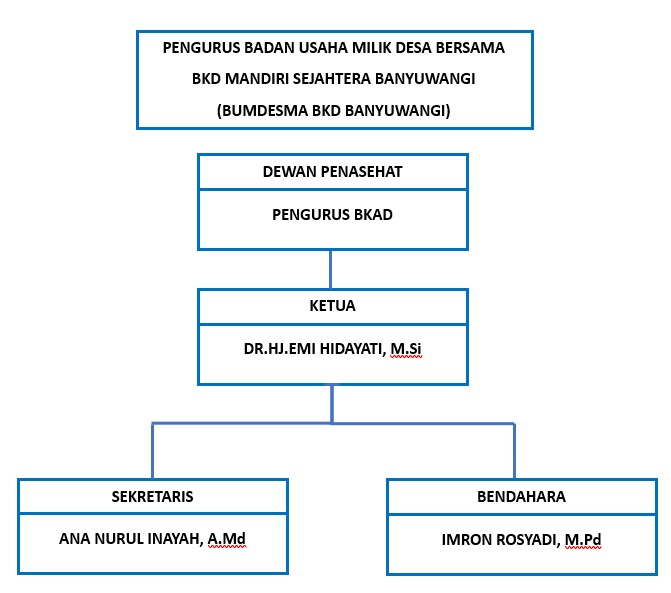 PENGURUS BADAN USAHA MILIK DESA BERSAMA
BKD MANDIRI SEJAHTERA BANYUWANGI
(BUMDESMA BKD BANYUWANGI)
DEWAN PENASEHAT
PENGURUS BKAD
KETUA
DR.HJ.EMI HIDAYATI, M.Si
SEKRETARIS
ANA NURUL INAYAH, A.Md
BENDAHARA
IMRON ROSYADI, M.Pd